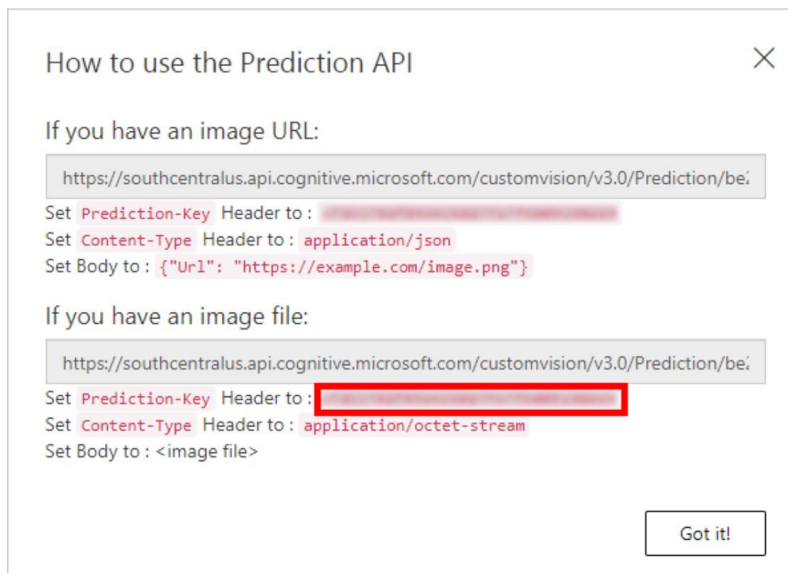 How to use the Prediction API
If you have an image URL:
https://southcentralus.api.cognitive.microsoft.com/customvision/v3.0/Prediction/be2
Set Prediction-Key Header to :
Set Content-Type Header to : application/json
Set Body to : {"Url": "https://example.com/image.png"}
If you have an image file:
https://southcentralus.api.cognitive.microsoft.com/customvision/v3.0/Prediction/be2
Set Prediction-Key Header to :
Set Content-Type Header to : application/octet-stream
Set Body to : <image file>
Got it!